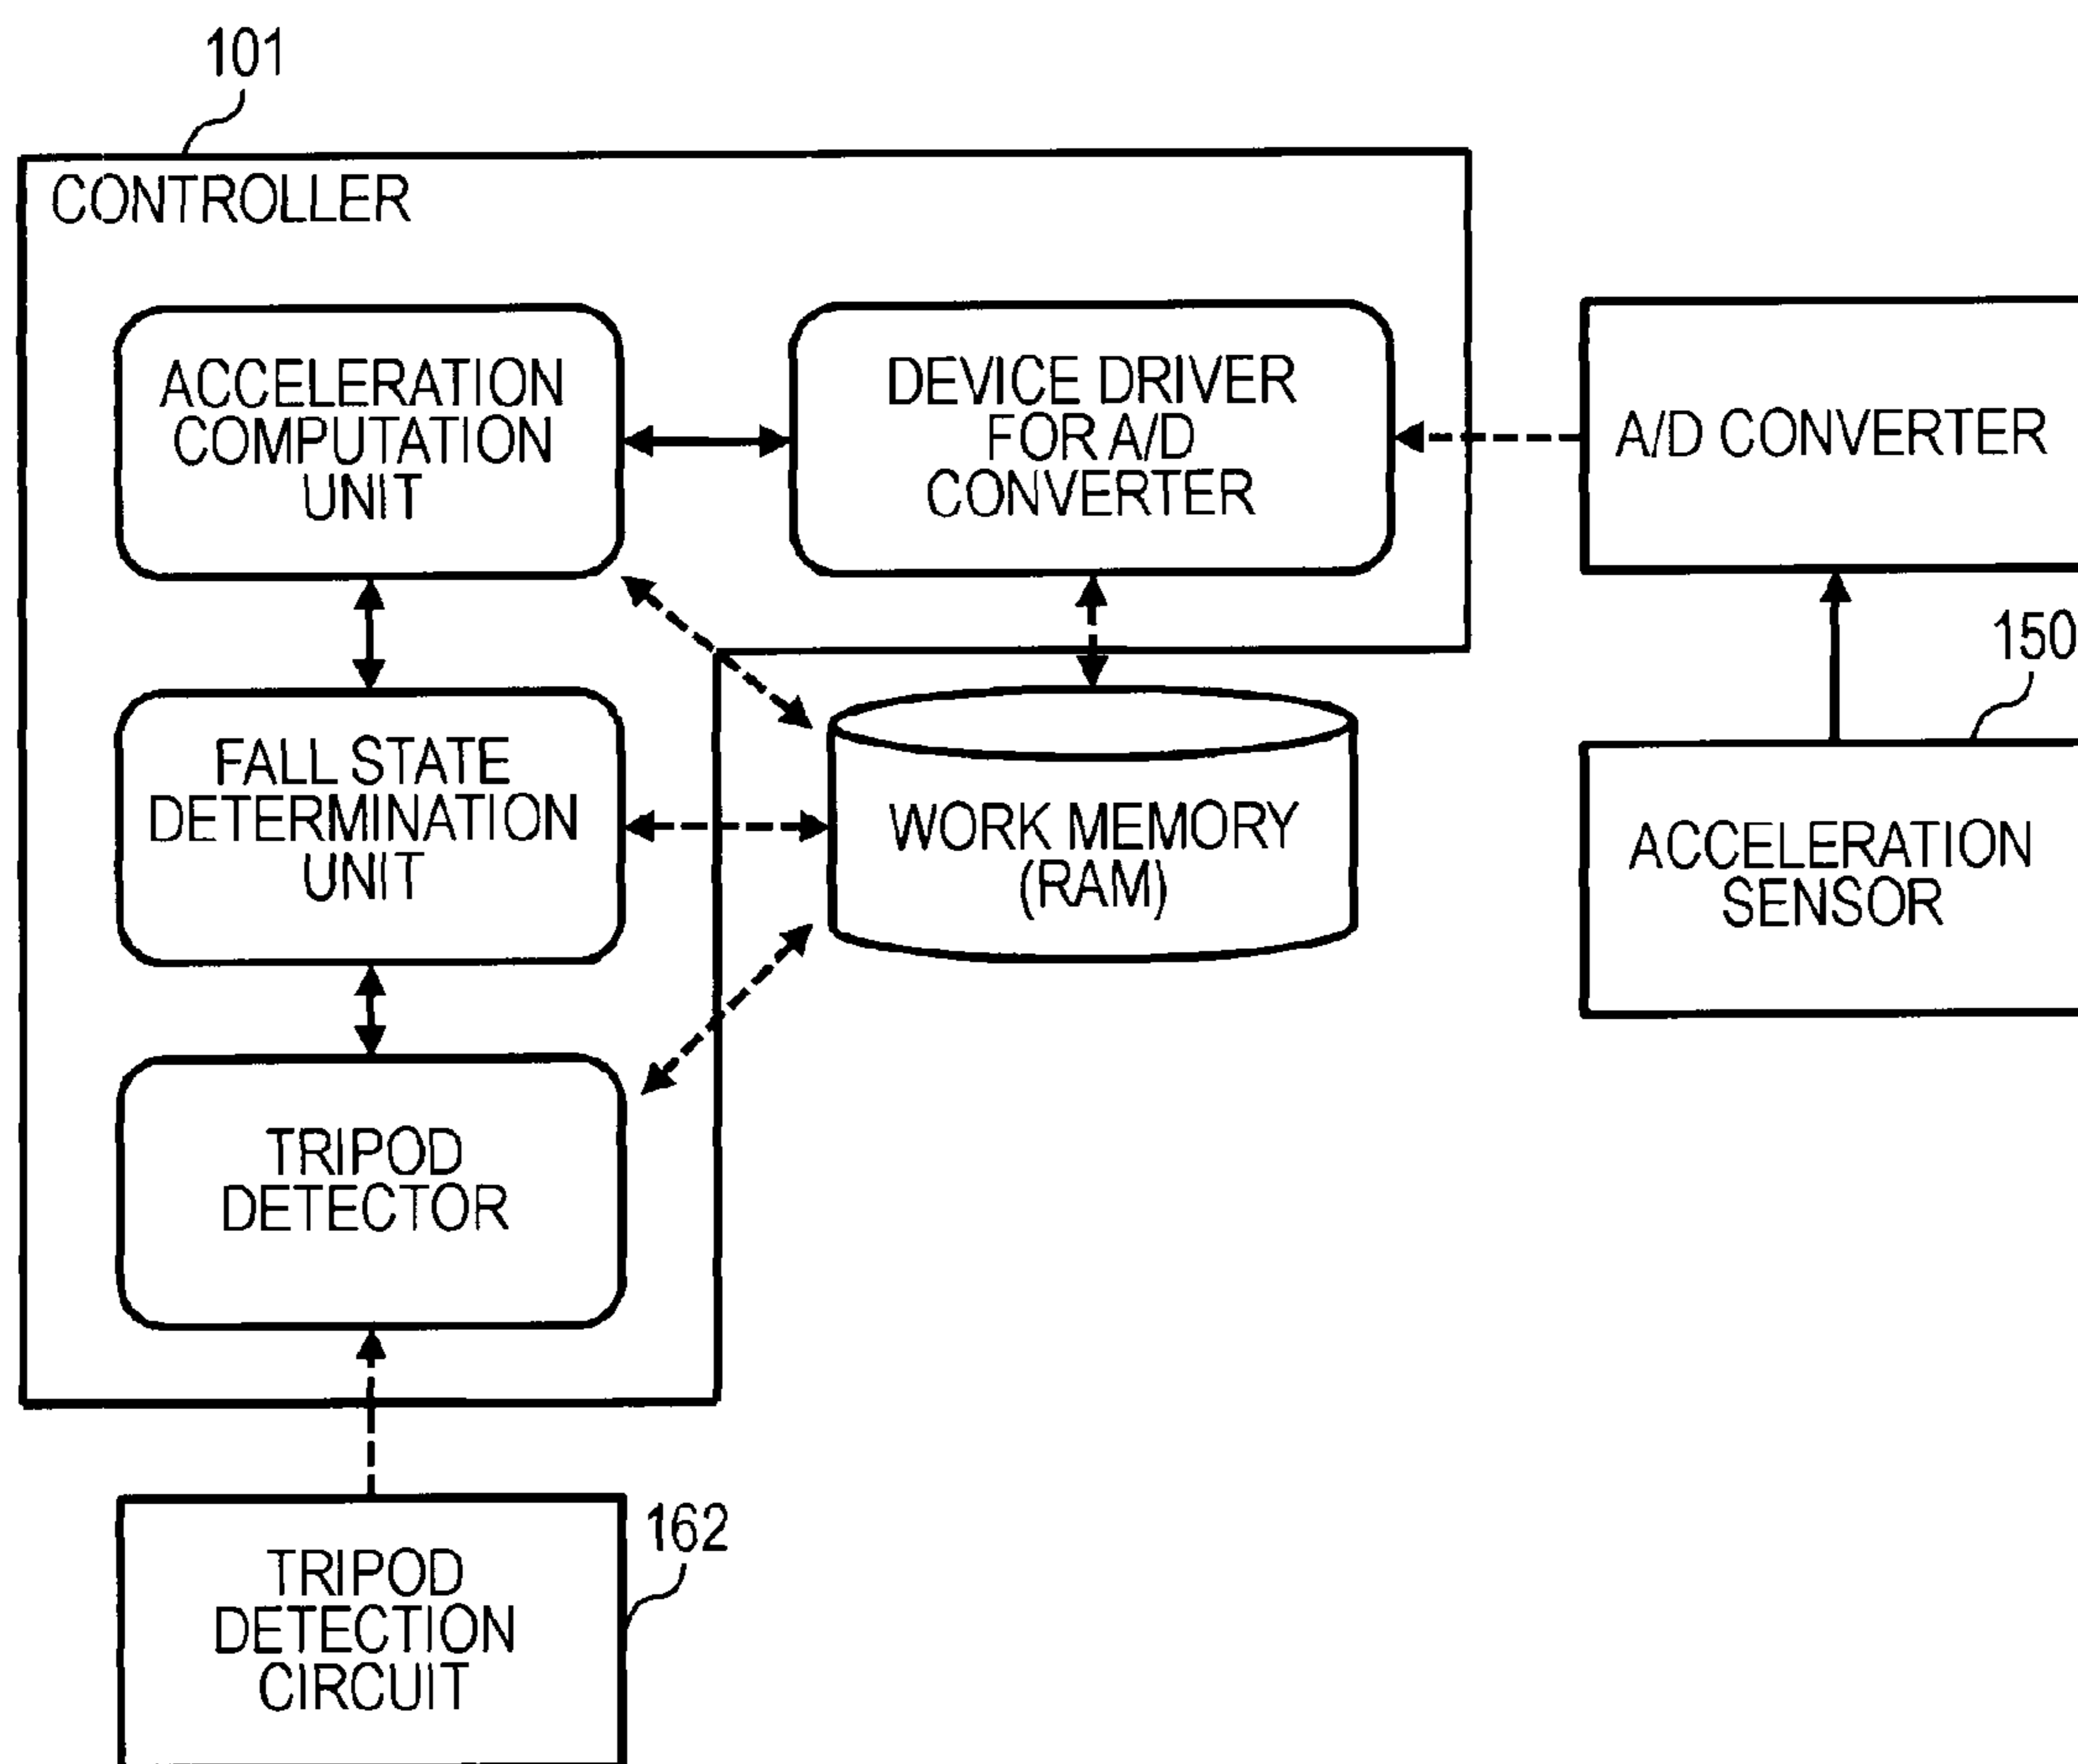 101
CONTROLLER
ACCELERATION
COMPUTATION
UNIT
DEVICE DRIVER
FOR A/D
CONVERTER
A/D CONVERTER
150
FALL STATE
DETERMINATION
UNIT
WORK MEMORY
(RAM)
ACCELERATION
SENSOR
TRIPOD
DETECTOR
162
TRIPOD
DETECTION
CIRCUIT